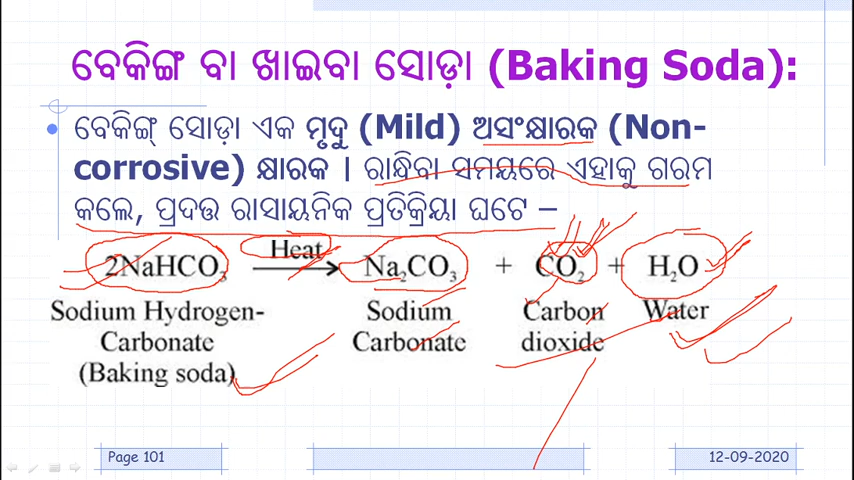 ବେକିଙ୍ଗ ବା ଖାଇବା ସୋଡ଼ା (Baking Soda):
ବେକିଙ୍ଗ୍ ସୋଡ଼ା ଏକ ମୃଦୁ (Mild) ଅସଂକ୍ଷାରକ (Non-
corrosive) କ୍ଷାରକ । ରାନ୍ଧିବା ସମୟରେ ଏହାକୁ ଗରମ
କଲେ, ପ୍ରଦତ୍ତ ରାସାୟନିକ ପ୍ରତିକ୍ରିୟା ଘଟେ –
2NaHCO₃ Heat→ Na₂CO₃ + CO₂ + H₂O
Sodium Hydrogen- Sodium Carbon Water
Carbonate Carbonate dioxide
(Baking soda)
Page 101 12-09-2020